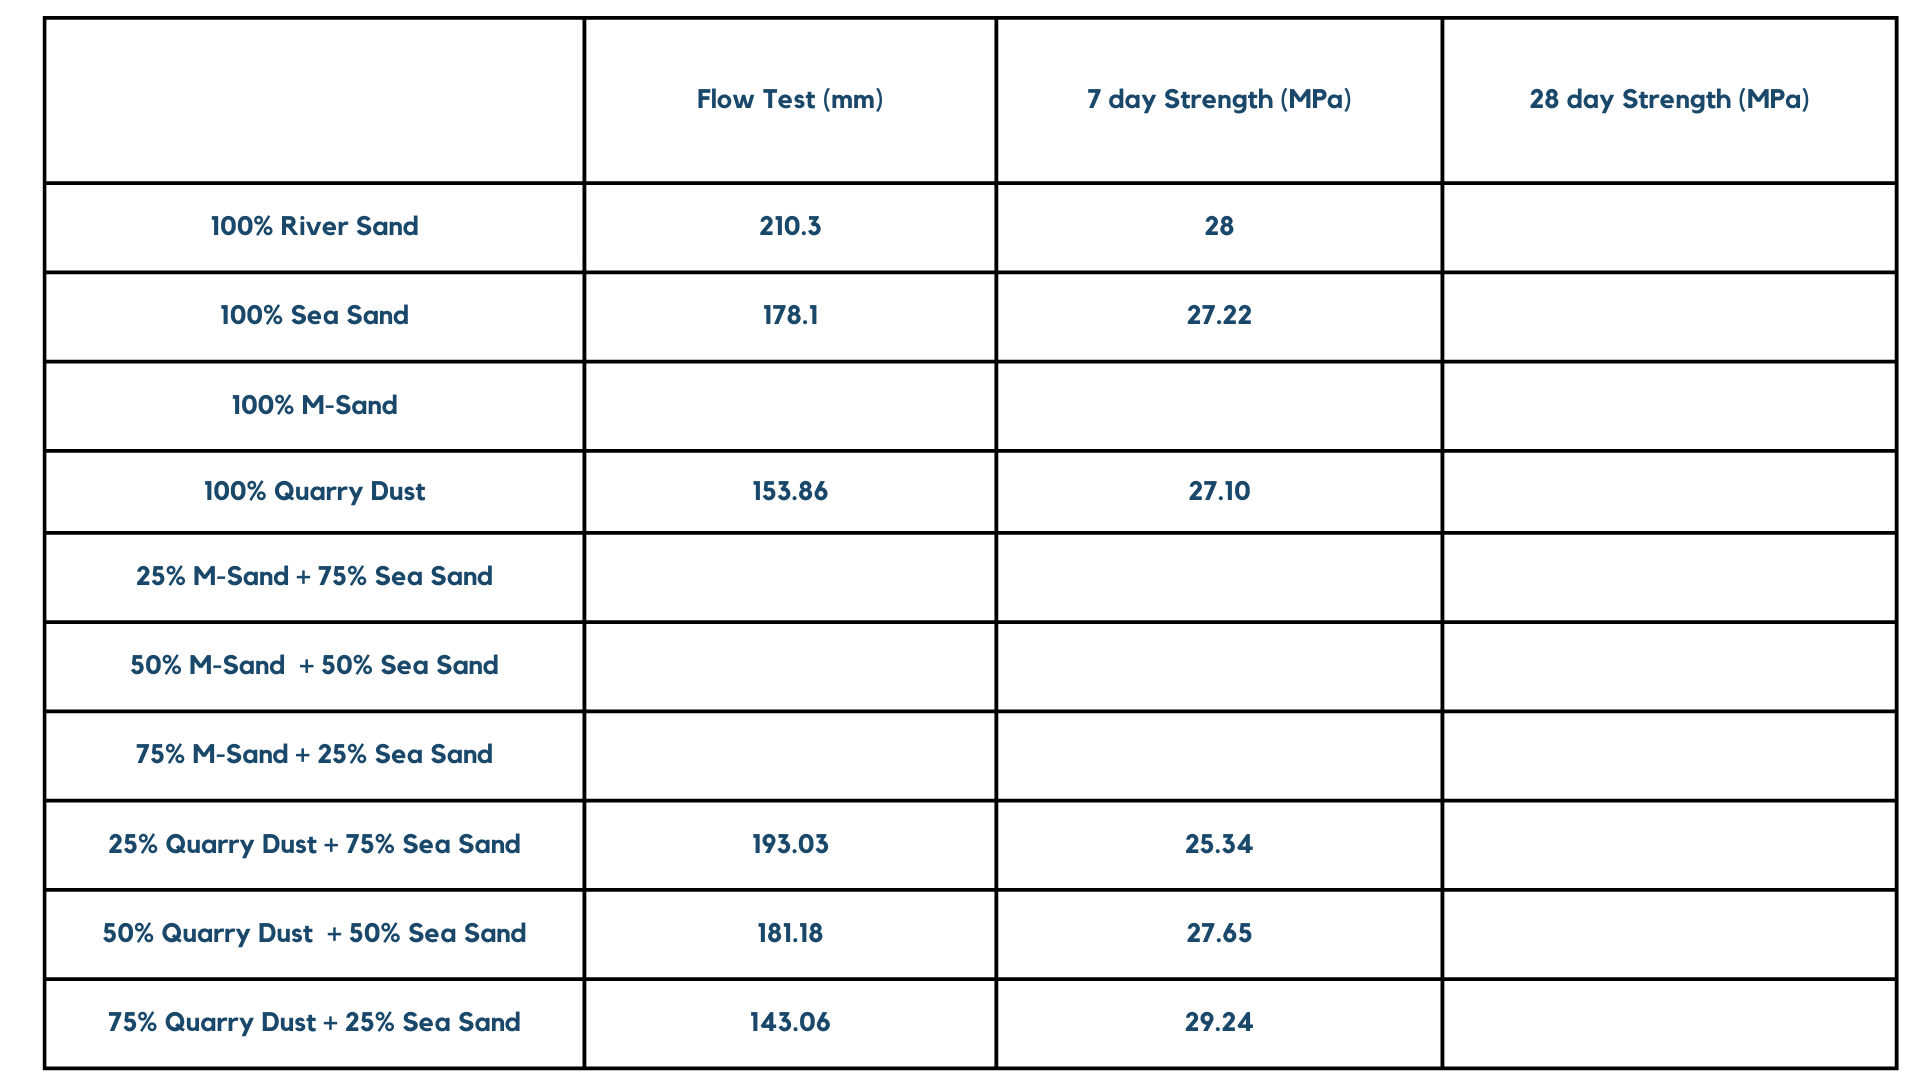 Flow Test (mm) 7 day Strength (MPa) 28 day Strength (MPa)
100% River Sand 210.3 28
100% Sea Sand 178.1 27.22
100% M-Sand
100% Quarry Dust 153.86 27.10
25% M-Sand + 75% Sea Sand
50% M-Sand + 50% Sea Sand
75% M-Sand + 25% Sea Sand
25% Quarry Dust + 75% Sea Sand 193.03 25.34
50% Quarry Dust + 50% Sea Sand 181.18 27.65
75% Quarry Dust + 25% Sea Sand 143.06 29.24